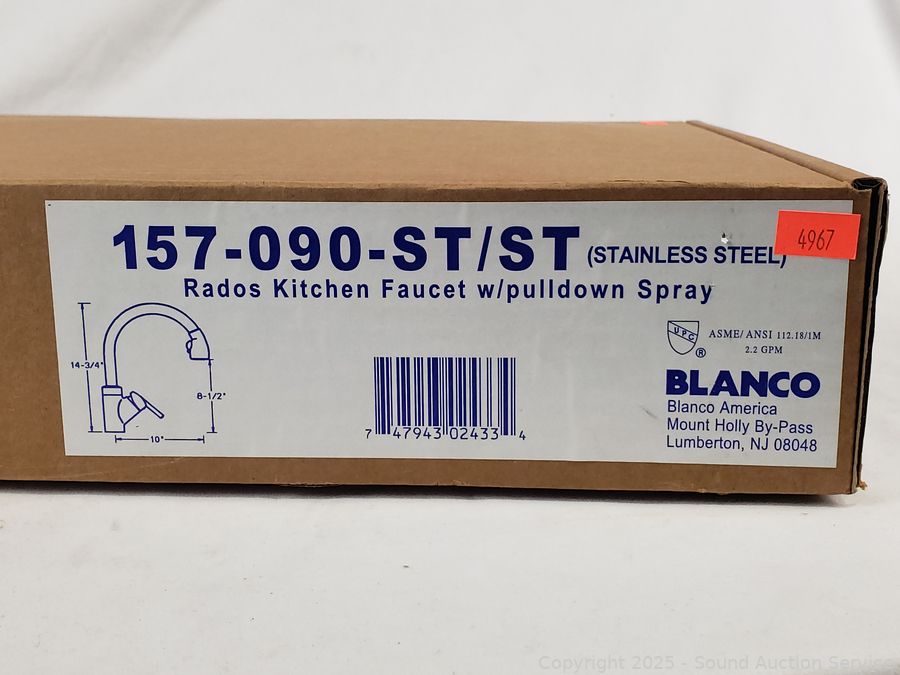 157-090-ST/ST (STAINLESS STEEL)
4967
Rados Kitchen Faucet w/pulldown Spray
14-3/4"
8-1/2"
10"
UPC
®
ASME/ANSI 112.18/1M
2.2 GPM
BLANCO
Blanco America
Mount Holly By-Pass
Lumberton, NJ 08048
7 47943 02433 4
Copyright 2025 - Sound Auction Service